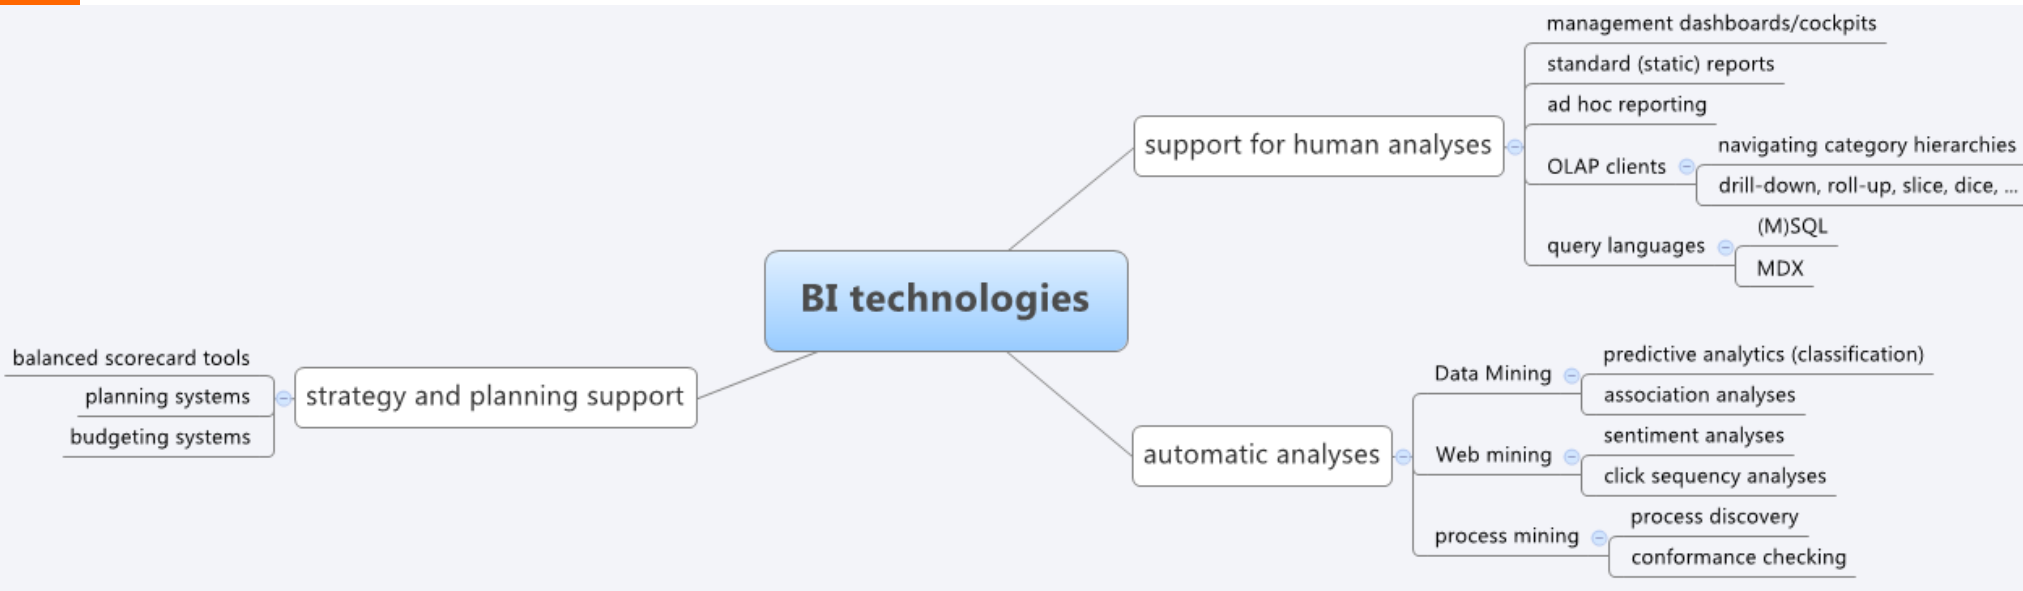 management dashboards/cockpits
standard (static) reports
ad hoc reporting
support for human analyses
navigating category hierarchies
OLAP clients
drill-down, roll-up, slice, dice, ...
(M)SQL
query languages
MDX
BI technologies
balanced scorecard tools
planning systems
strategy and planning support
budgeting systems
predictive analytics (classification)
Data Mining
association analyses
sentiment analyses
automatic analyses
Web mining
click sequency analyses
process discovery
process mining
conformance checking